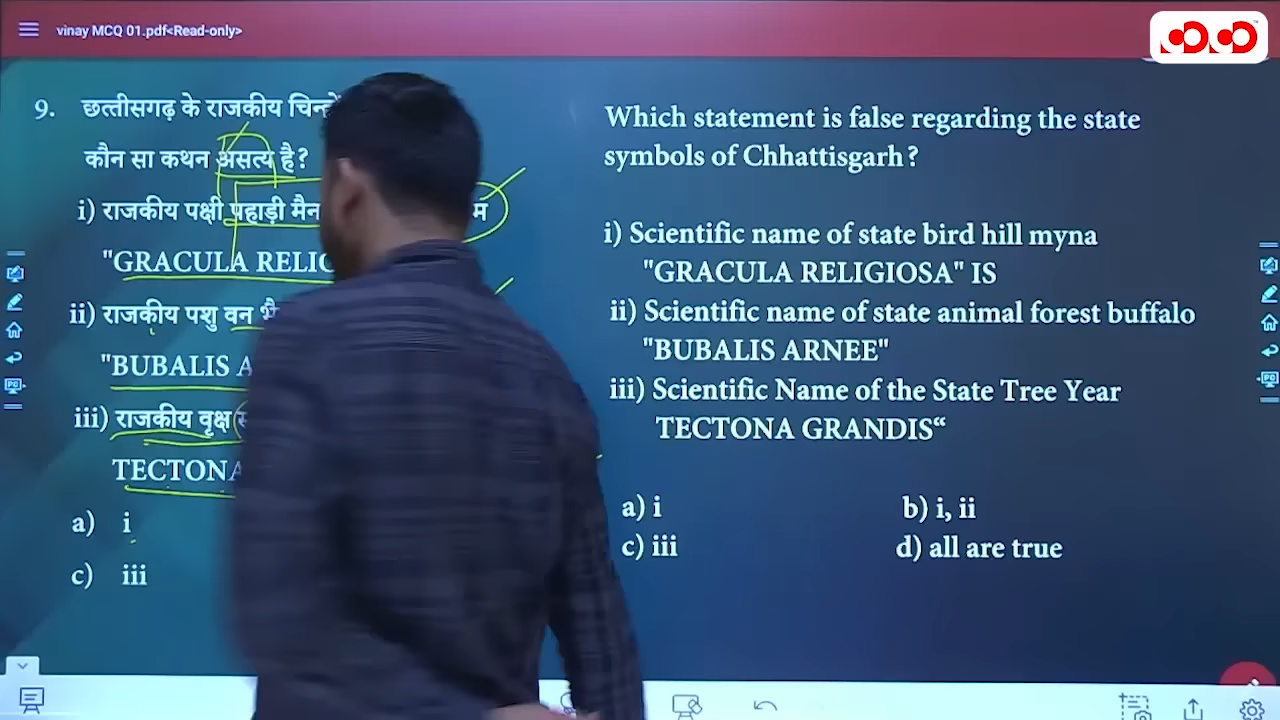 vinay MCQ 01.pdf<Read-only>
9. छत्तीसगढ़ के राजकीय
कौन सा कथन असत्य है?
i) राजकीय पक्षी पहाड़ी
"GRACULA
ii) राजकीय पशु वन
"BUBALIS
iii) राजकीय वृक्ष
TECTONA
a) i
c) iii
Which statement is false regarding the state
symbols of Chhattisgarh?
i) Scientific name of state bird hill myna
"GRACULA RELIGIOSA" IS
ii) Scientific name of state animal forest buffalo
"BUBALIS ARNEE"
iii) Scientific Name of the State Tree Year
TECTONA GRANDIS“
a) i b) i, ii
c) iii d) all are true